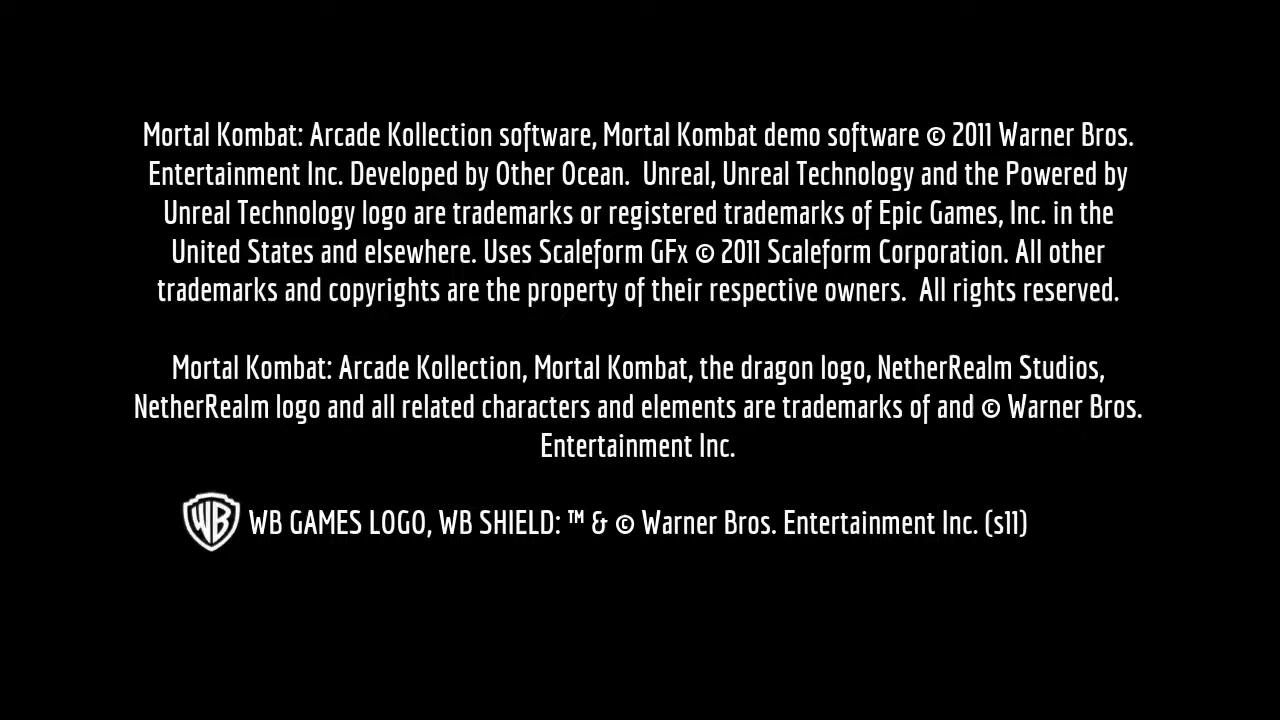 Mortal Kombat: Arcade Kollection software, Mortal Kombat demo software © 2011 Warner Bros.
Entertainment Inc. Developed by Other Ocean.  Unreal, Unreal Technology and the Powered by
Unreal Technology logo are trademarks or registered trademarks of Epic Games, Inc. in the
United States and elsewhere. Uses Scaleform GFx © 2011 Scaleform Corporation. All other
trademarks and copyrights are the property of their respective owners.  All rights reserved.
Mortal Kombat: Arcade Kollection, Mortal Kombat, the dragon logo, NetherRealm Studios,
NetherRealm logo and all related characters and elements are trademarks of and © Warner Bros.
Entertainment Inc.
WB WB GAMES LOGO, WB SHIELD: ™ & © Warner Bros. Entertainment Inc. (s11)